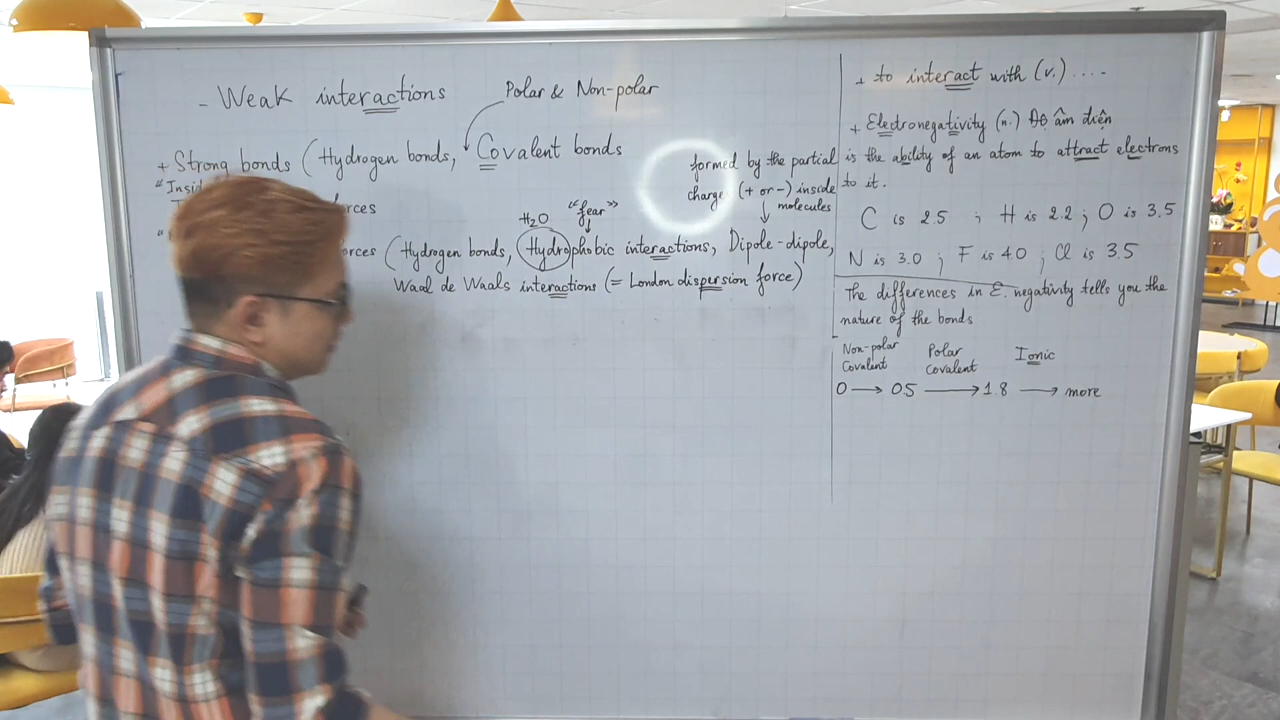 - Weak interactions
Polar & Non-polar
+ Strong bonds (Hydrogen bonds, Covalent bonds
H₂O "fear"
(Hydrogen bonds, Hydrophobic interactions, Dipole-dipole,
Waal de Waals interactions (= London dispersion force)
formed by the partial
charge (+ or -) inside
molecules
+ to interact with (v.) ....
+ Electronegativity (n.) Độ âm điện
is the ability of an atom to attract electrons
to it.
C is 2.5 ; H is 2.2 ; O is 3.5
N is 3.0 ; F is 4.0 ; Cl is 3.5
The differences in E. negativity tells you the
nature of the bonds
Non-polar Covalent
Polar covalent
Ionic
0 → 0.5 → 1.8 → more